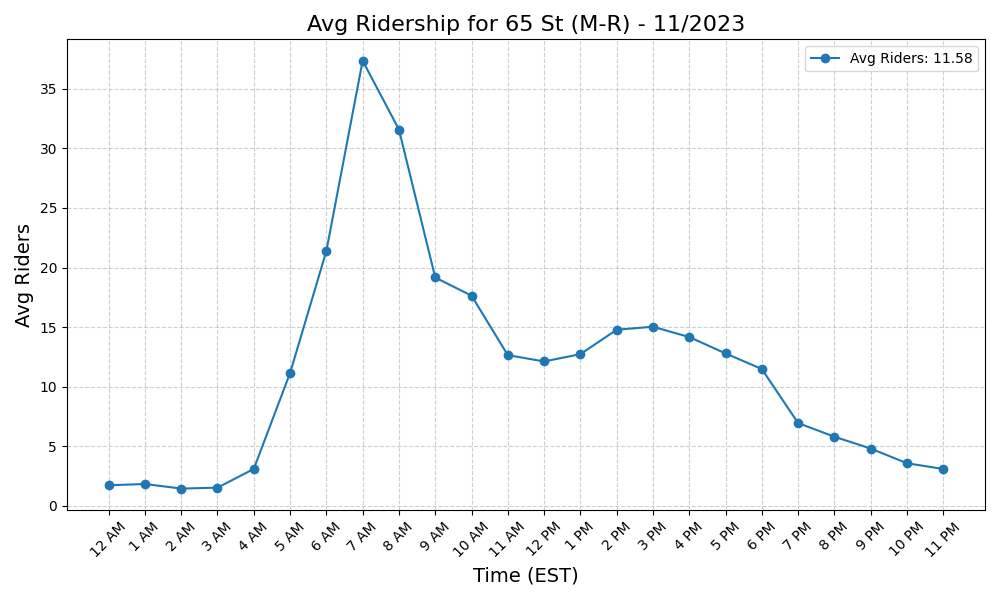 Avg Ridership for 65 St (M-R) - 11/2023
Avg Riders: 11.58
Avg Riders
35
30
25
20
15
10
5
0
12 AM
1 AM
2 AM
3 AM
4 AM
5 AM
6 AM
7 AM
8 AM
9 AM
10 AM
11 AM
12 PM
1 PM
2 PM
3 PM
4 PM
5 PM
6 PM
7 PM
8 PM
9 PM
10 PM
11 PM
Time (EST)